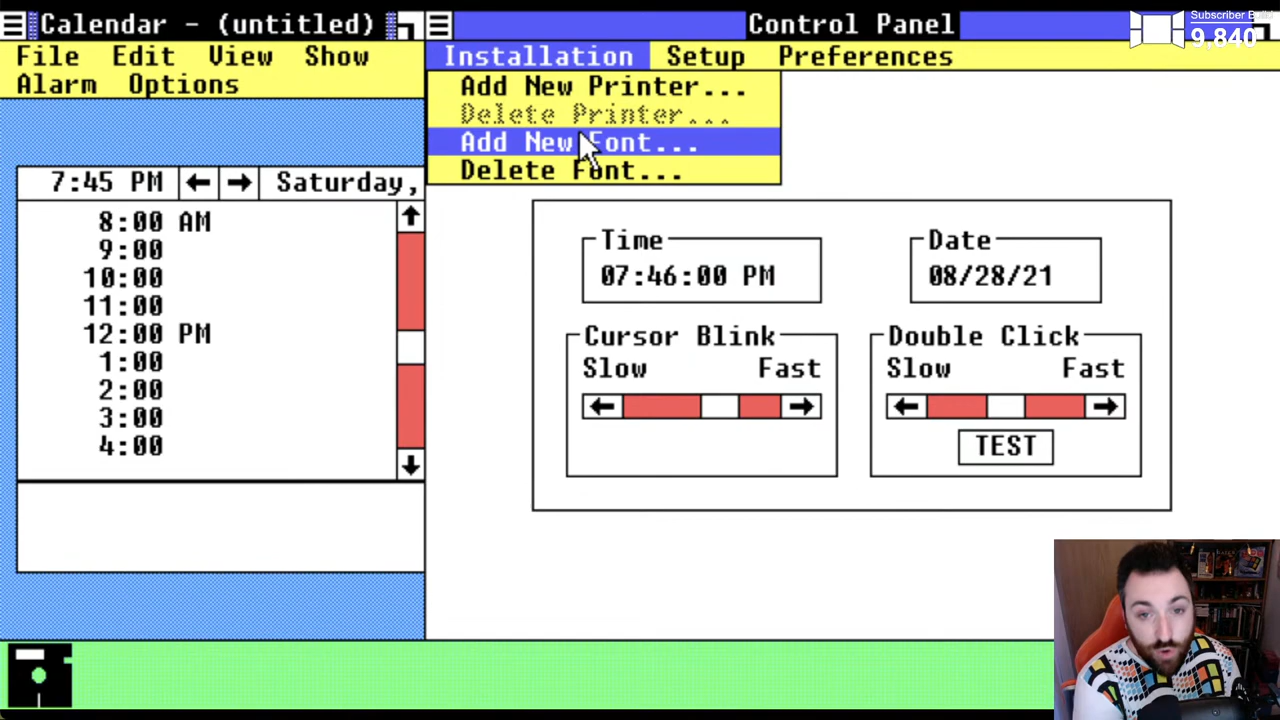 Calendar - (untitled)
File Edit View Show
Alarm Options
7:45 PM Saturday,
8:00 AM
9:00
10:00
11:00
12:00 PM
1:00
2:00
3:00
4:00
Control Panel
Installation Setup Preferences
Add New Printer...
Delete Printer...
Add New Font...
Delete Font...
Time
07:46:00 PM
Date
08/28/21
Cursor Blink
Slow Fast
Double Click
Slow Fast
TEST
Subscriber
9,840